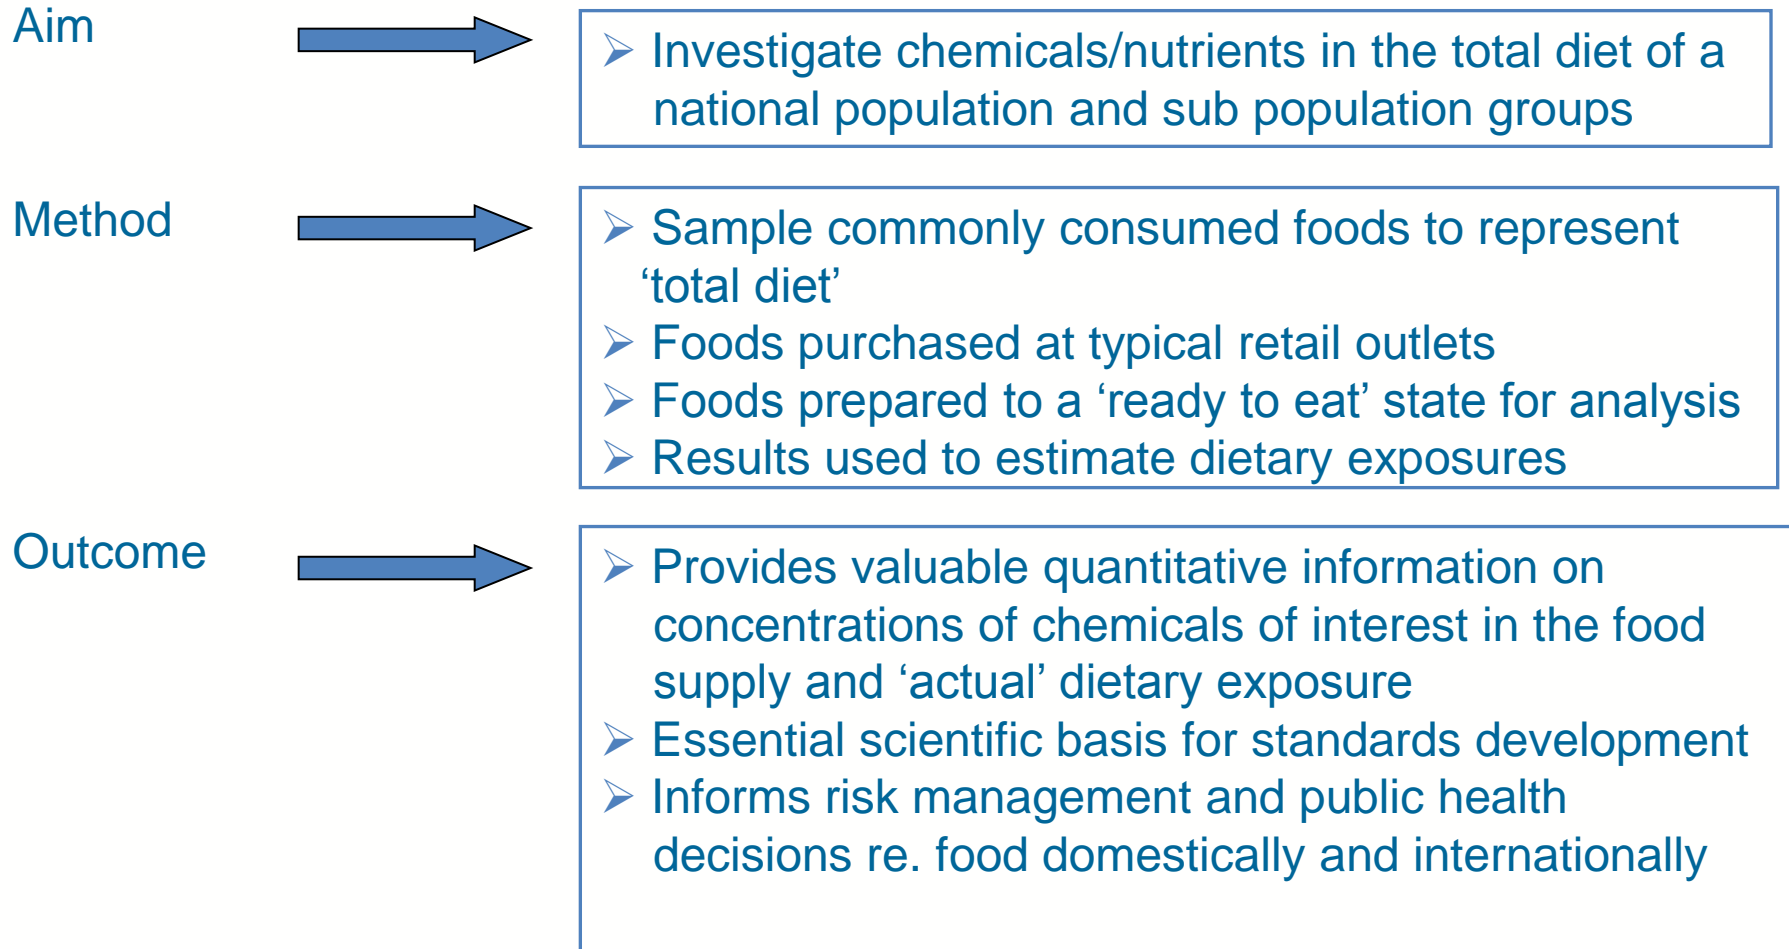 Aim
➢ Investigate chemicals/nutrients in the total diet of a
national population and sub population groups
Method
➢ Sample commonly consumed foods to represent
‘total diet’
➢ Foods purchased at typical retail outlets
➢ Foods prepared to a ‘ready to eat’ state for analysis
➢ Results used to estimate dietary exposures
Outcome
➢ Provides valuable quantitative information on
concentrations of chemicals of interest in the food
supply and ‘actual’ dietary exposure
➢ Essential scientific basis for standards development
➢ Informs risk management and public health
decisions re. food domestically and internationally